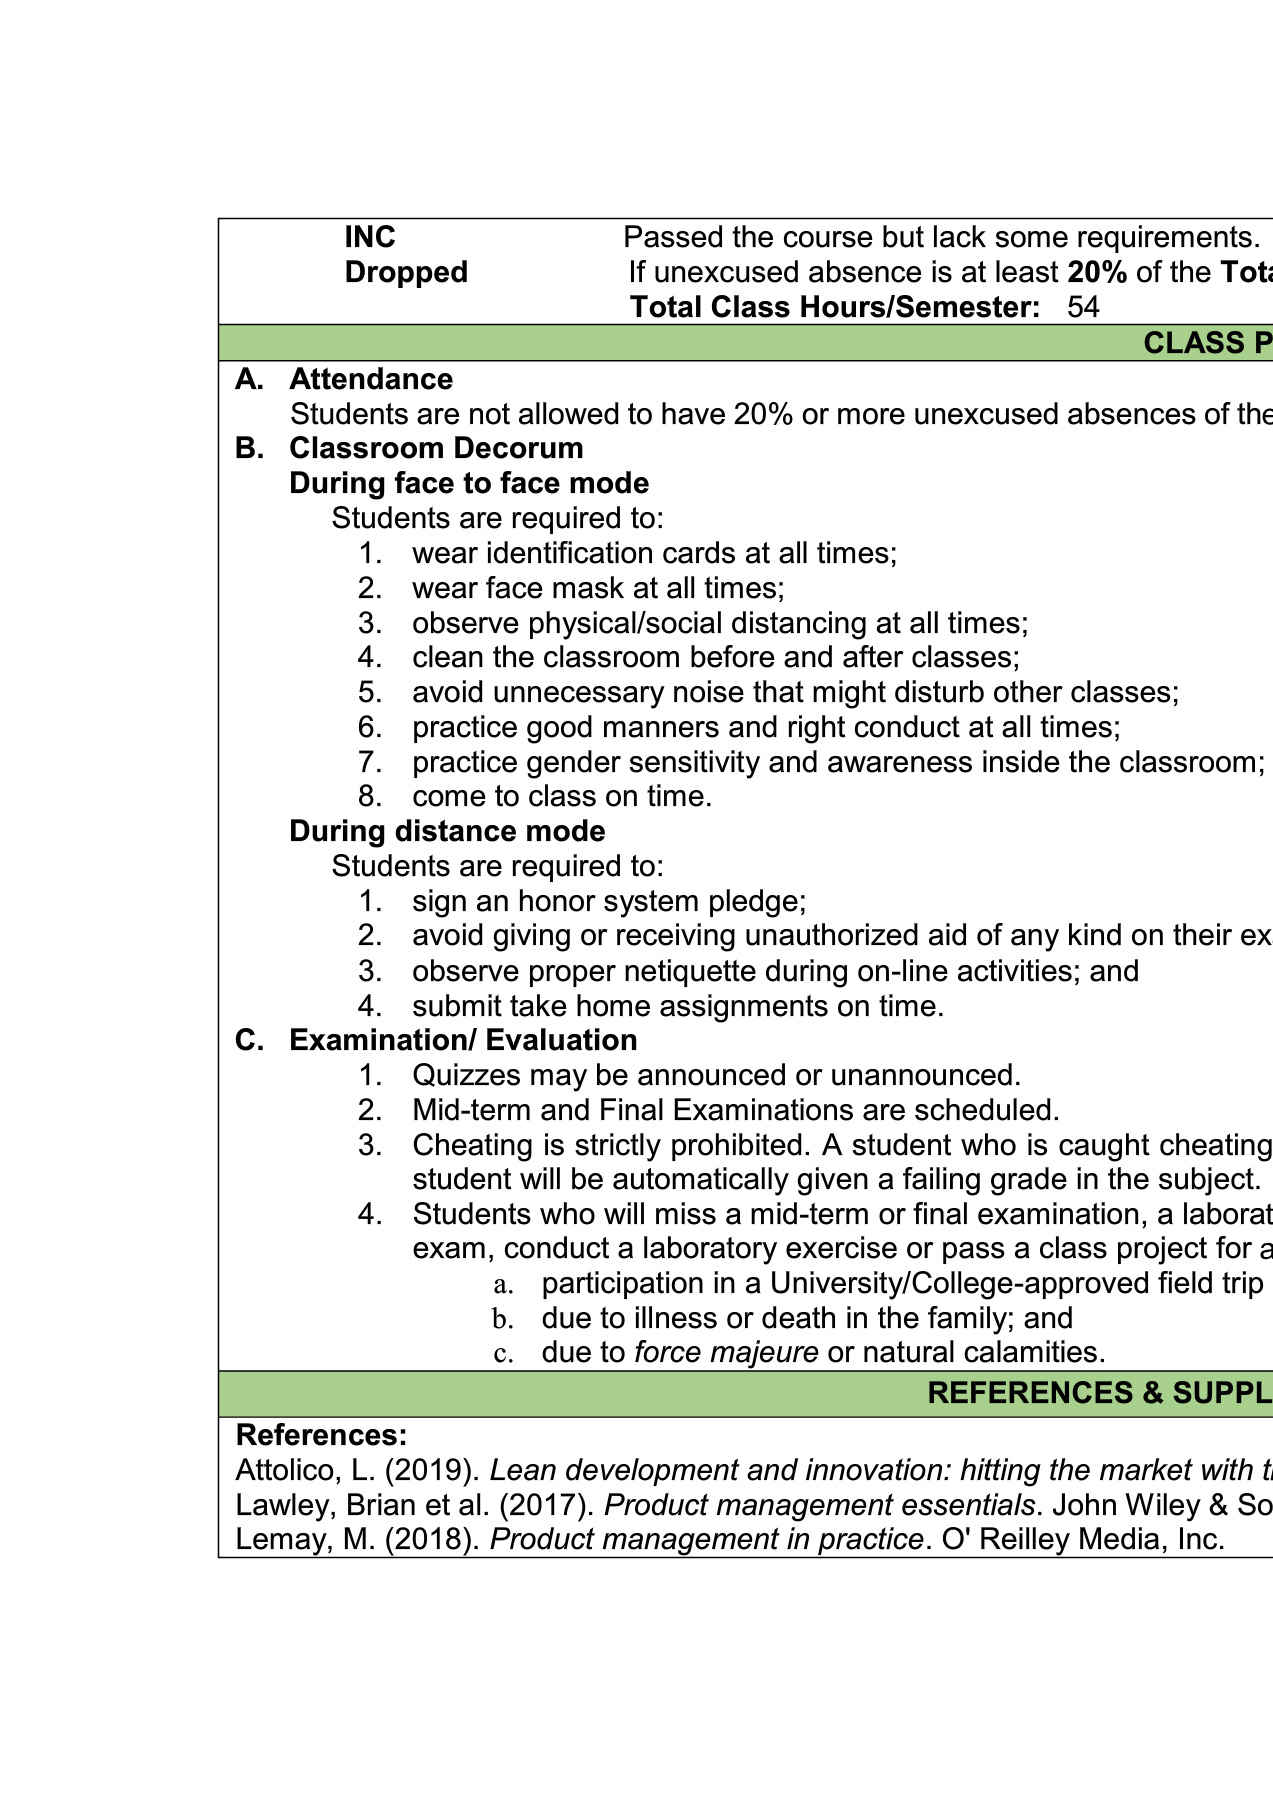 INC Passed the course but lack some requirements.
Dropped If unexcused absence is at least 20% of the
Total Class Hours/Semester: 54
CLASS
A. Attendance
Students are not allowed to have 20% or more unexcused absences of the
B. Classroom Decorum
During face to face mode
Students are required to:
1. wear identification cards at all times;
2. wear face mask at all times;
3. observe physical/social distancing at all times;
4. clean the classroom before and after classes;
5. avoid unnecessary noise that might disturb other classes;
6. practice good manners and right conduct at all times;
7. practice gender sensitivity and awareness inside the classroom;
8. come to class on time.
During distance mode
Students are required to:
1. sign an honor system pledge;
2. avoid giving or receiving unauthorized aid of any kind on their
3. observe proper netiquette during on-line activities; and
4. submit take home assignments on time.
C. Examination/ Evaluation
1. Quizzes may be announced or unannounced.
2. Mid-term and Final Examinations are scheduled.
3. Cheating is strictly prohibited. A student who is caught cheating
student will be automatically given a failing grade in the subject.
4. Students who will miss a mid-term or final examination, a
exam, conduct a laboratory exercise or pass a class project for
a. participation in a University/College-approved field trip
b. due to illness or death in the family; and
c. due to force majeure or natural calamities.
REFERENCES &
References:
Attolico, L. (2019). Lean development and innovation: hitting the market with
Lawley, Brian et al. (2017). Product management essentials. John Wiley &
Lemay, M. (2018). Product management in practice. O' Reilley Media, Inc.